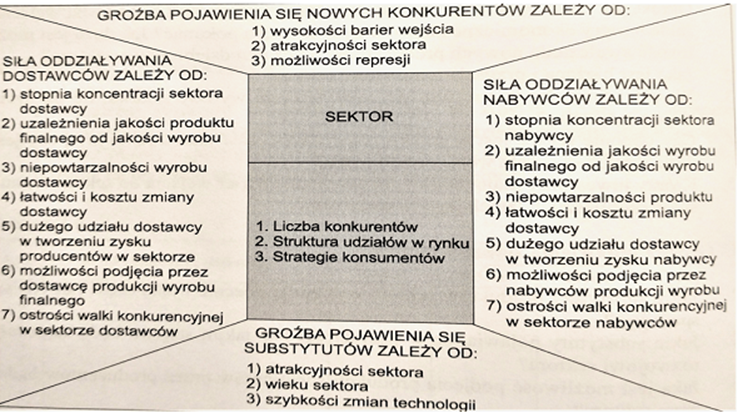 GROŹBA POJAWIENIA SIĘ NOWYCH KONKURENTÓW ZALEŻY OD:
1) wysokości barier wejścia
2) atrakcyjności sektora
3) możliwości represji
SIŁA ODDZIAŁYWANIA
DOSTAWCÓW ZALEŻY OD:
1) stopnia koncentracji sektora
dostawcy
2) uzależnienia jakości produktu
finalnego od jakości wyrobu
dostawcy
3) niepowtarzalności wyrobu
dostawcy
4) łatwości i kosztu zmiany
dostawcy
5) dużego udziału dostawcy
w tworzeniu zysku
producentów w sektorze
6) możliwości podjęcia przez
dostawcę produkcji wyrobu
finalnego
7) ostrości walki konkurencyjnej
w sektorze dostawców
SEKTOR
1. Liczba konkurentów
2. Struktura udziałów w rynku
3. Strategie konsumentów
SIŁA ODDZIAŁYWANIA
NABYWCÓW ZALEŻY OD:
1) stopnia koncentracji sektora
nabywcy
2) uzależnienia jakości wyrobu
finalnego od jakości wyrobu
dostawcy
3) niepowtarzalności produktu
4) łatwości i kosztu zmiany
dostawcy
5) dużego udziału dostawcy
w tworzeniu zysku nabywcy
6) możliwości podjęcia przez
nabywców produkcji wyrobu
7) ostrości walki konkurencyjnej
w sektorze nabywców
GROŹBA POJAWIENIA SIĘ
SUBSTYTUTÓW ZALEŻY OD:
1) atrakcyjności sektora
2) wieku sektora
3) szybkości zmian technologii